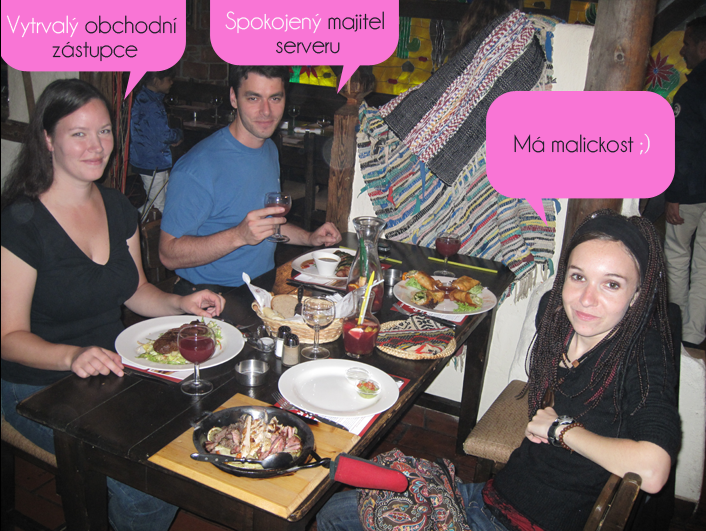 Vytrvalý obchodní
zástupce
Spokojený majitel
serveru
Má malickost ;)